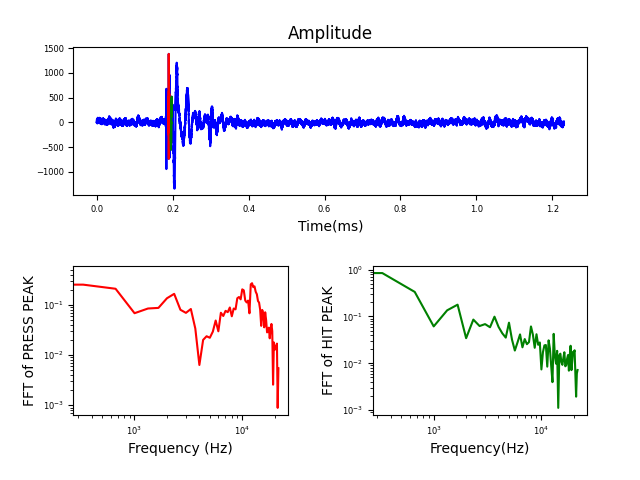 Amplitude
1500
1000
500
0
−500
−1000
0.0 0.2 0.4 0.6 0.8 1.0 1.2
Time(ms)
FFT of PRESS PEAK
10⁻¹
10⁻²
10⁻³
10³ 10⁴
Frequency (Hz)
FFT of HIT PEAK
10⁰
10⁻¹
10⁻²
10⁻³
10³ 10⁴
Frequency(Hz)